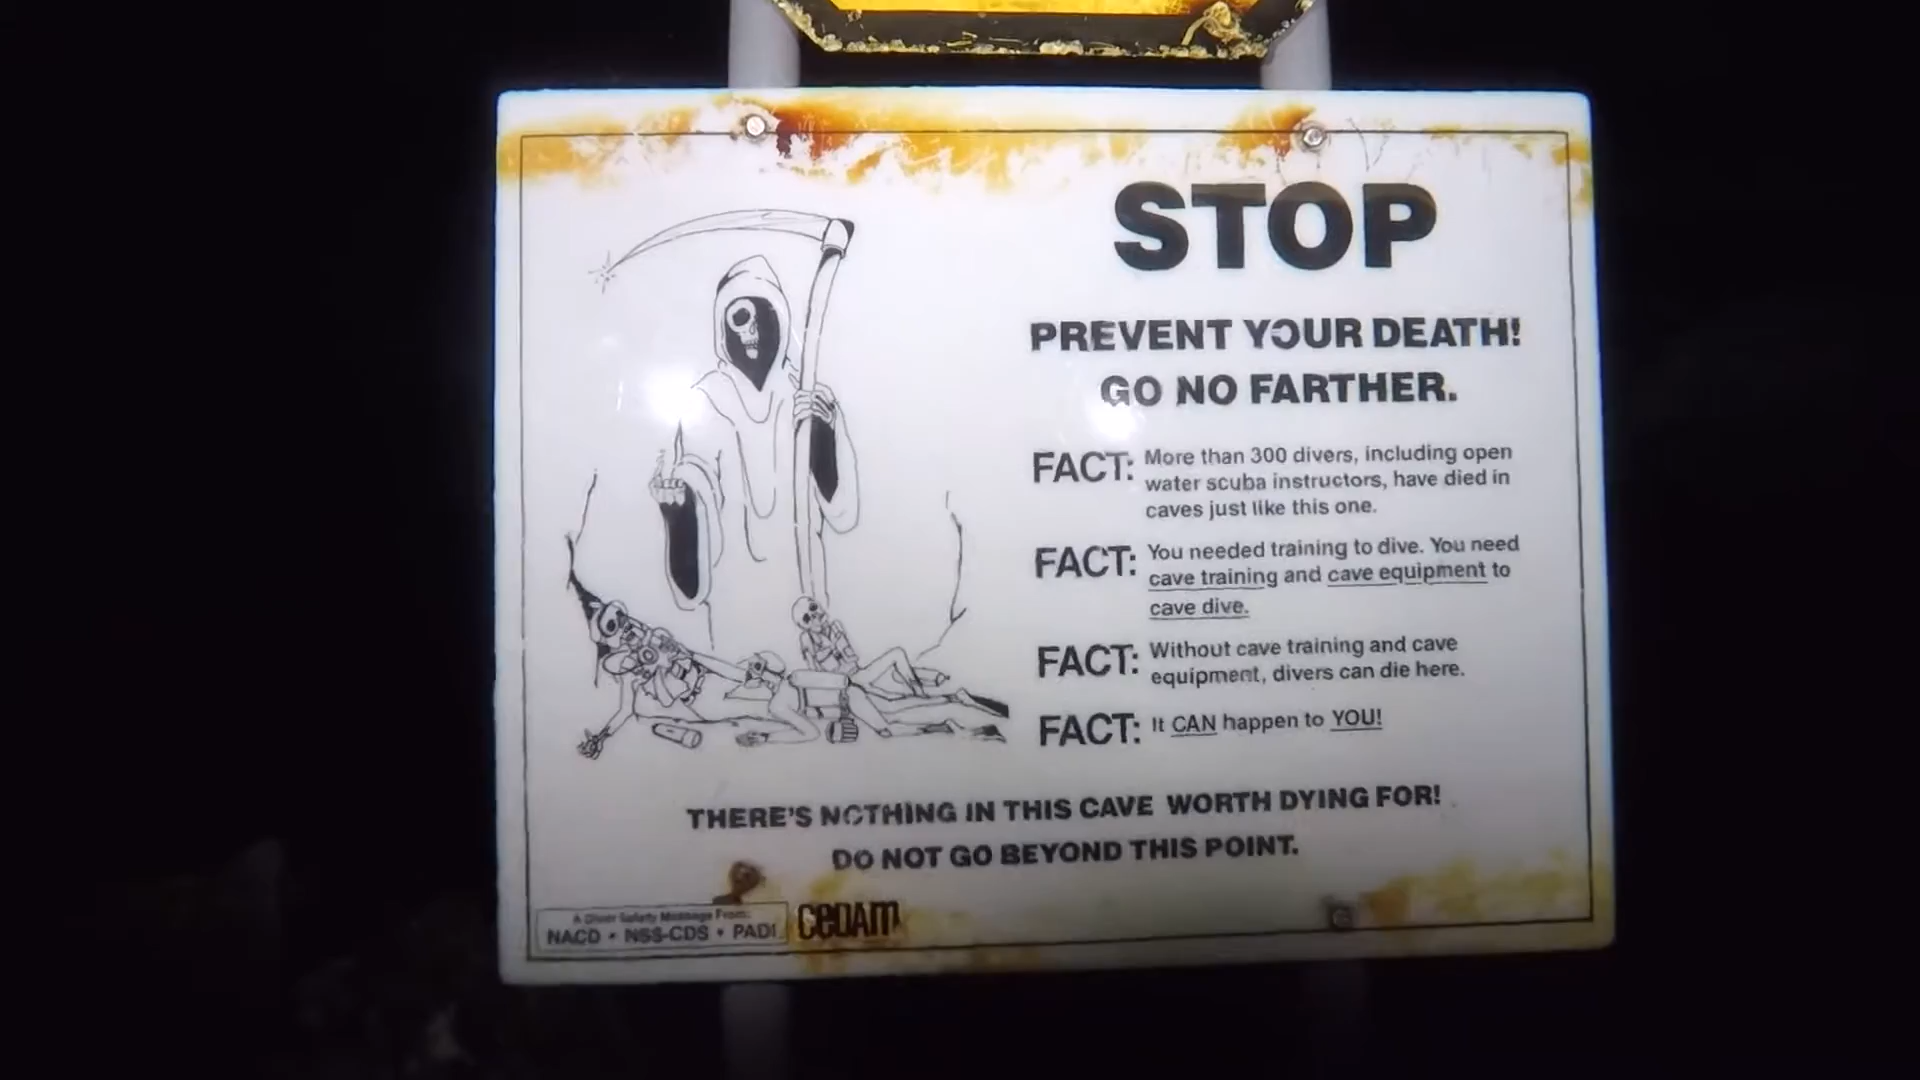 STOP
PREVENT YOUR DEATH!
GO NO FARTHER.
FACT: More than 300 divers, including open
water scuba instructors, have died in
caves just like this one.
FACT: You needed training to dive. You need
cave training and cave equipment to
cave dive.
FACT: Without cave training and cave
equipment, divers can die here.
FACT: It CAN happen to YOU!
THERE'S NOTHING IN THIS CAVE WORTH DYING FOR!
DO NOT GO BEYOND THIS POINT.
A Diver Safety Message From:
NACD • NSS-CDS • PADI
CEDAM